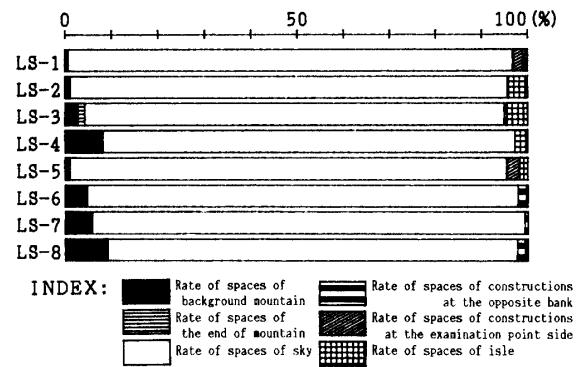 0 50 100 (%)
LS-1
LS-2
LS-3
LS-4
LS-5
LS-6
LS-7
LS-8
INDEX:
Rate of spaces of
background mountain
Rate of spaces of
the end of mountain
Rate of spaces of sky
Rate of spaces of constructions
at the opposite bank
Rate of spaces of constructions
at the examination point side
Rate of spaces of isle